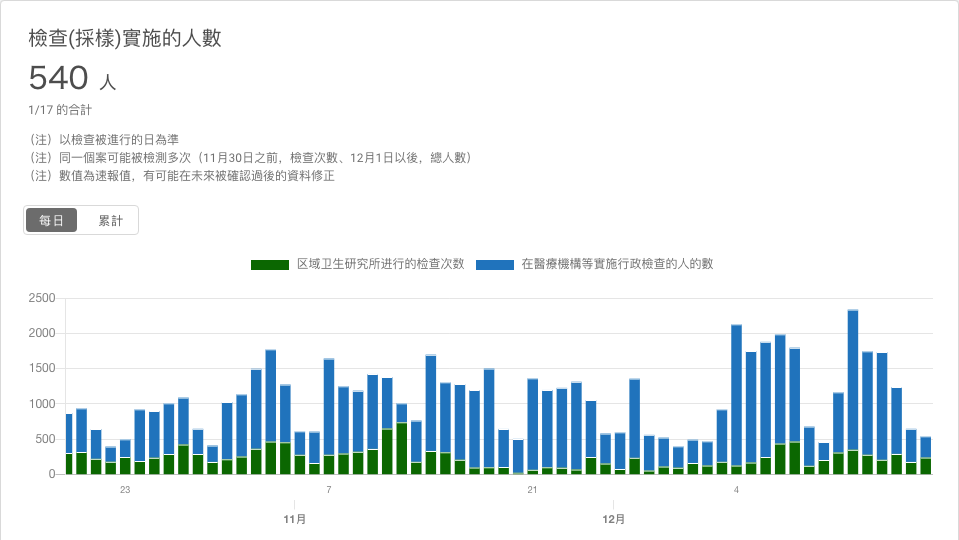 檢查(採樣)實施的人數
540 人
1/17 的合計
（注）以檢查被進行的日為準
（注）同一個案可能被檢測多次（11月30日之前，檢查次數、12月1日以後，總人數）
（注）數值為速報值，有可能在未來被確認過後的資料修正
每日 累計
区域卫生研究所进行的检查次数 在醫療機構等實施行政檢查的人的數
2500
2000
1500
1000
500
0
23 7 21 4
11月 12月